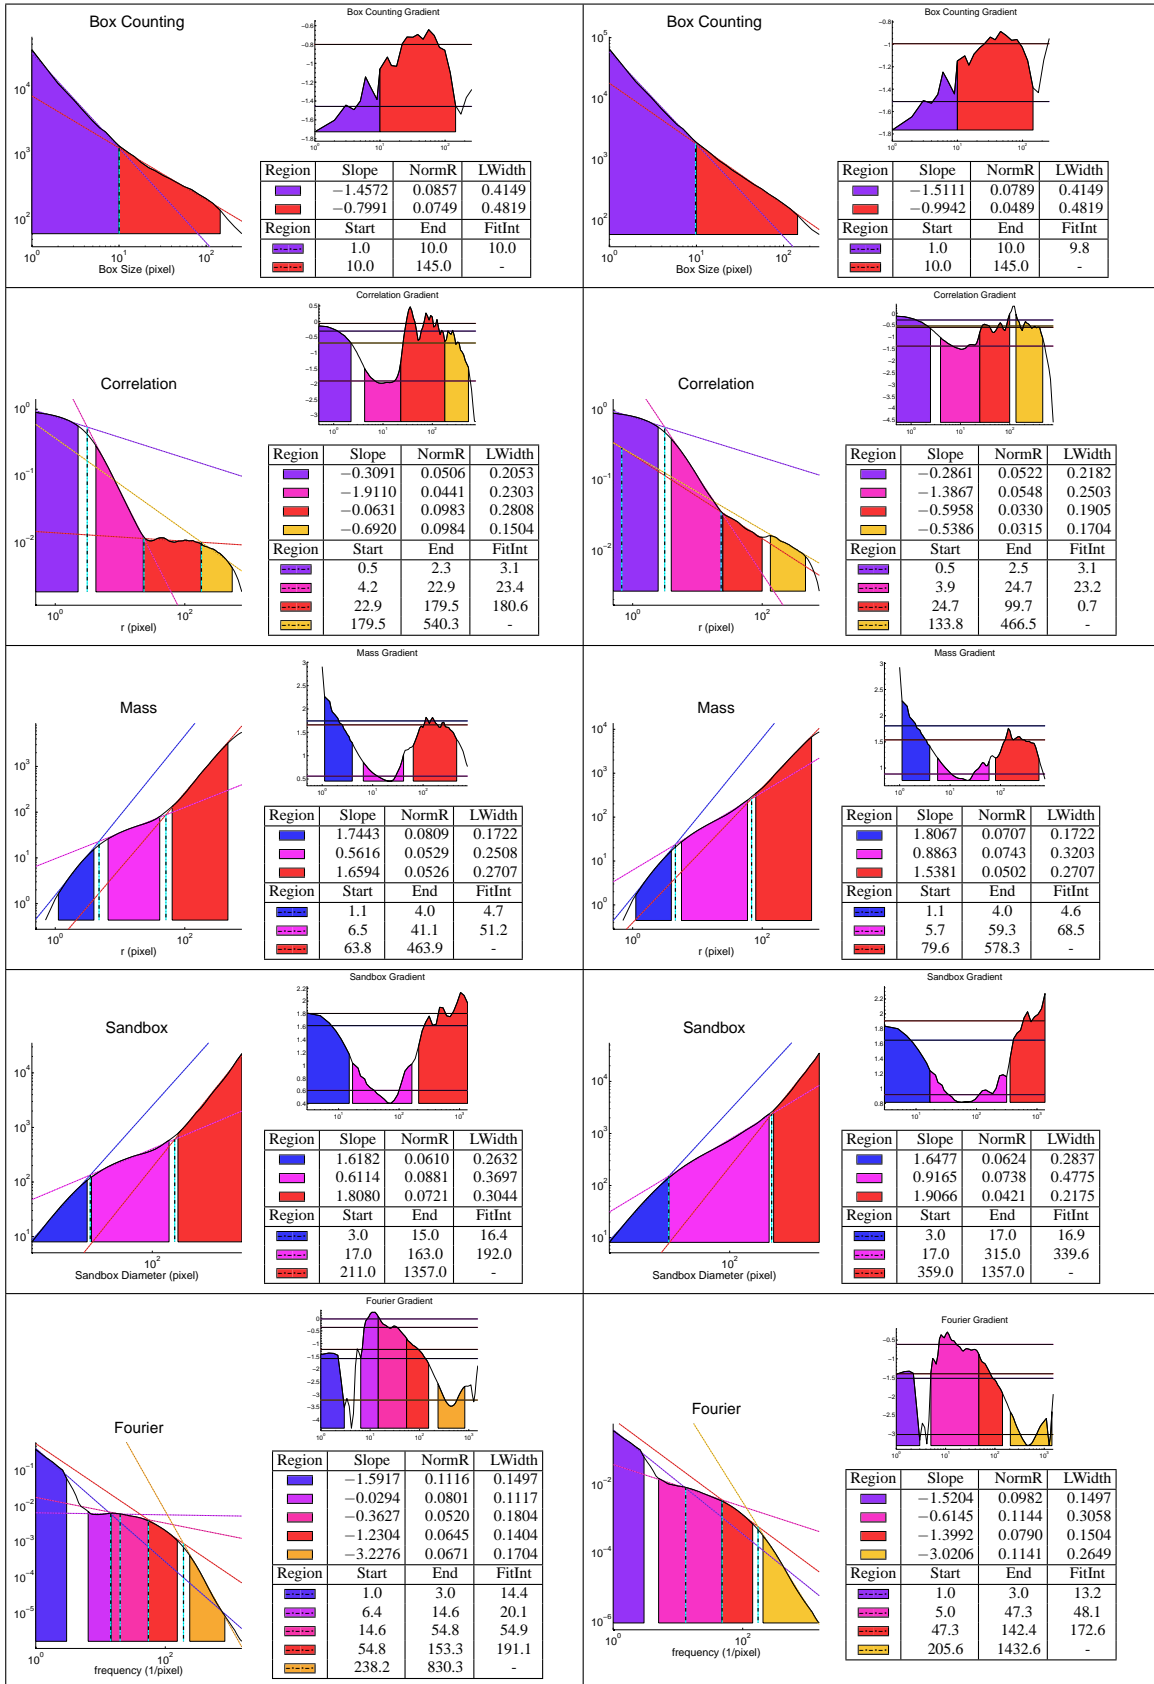 Box Counting
Box Counting Gradient
Region Slope NormR LWidth
−1.4572 0.0857 0.4149
−0.7991 0.0749 0.4819
Region Start End FitInt
1.0 10.0 10.0
10.0 145.0 -
Box Size (pixel)
Box Counting
Box Counting Gradient
Region Slope NormR LWidth
−1.5111 0.0789 0.4149
−0.9942 0.0489 0.4819
Region Start End FitInt
1.0 10.0 9.8
10.0 145.0 -
Box Size (pixel)
Correlation Gradient
Correlation
Region Slope NormR LWidth
−0.3091 0.0506 0.2053
−1.9110 0.0441 0.2303
−0.0631 0.0983 0.2808
−0.6920 0.0984 0.1504
Region Start End FitInt
0.5 2.3 3.1
4.2 22.9 23.4
22.9 179.5 180.6
179.5 540.3 -
r (pixel)
Correlation Gradient
Correlation
Region Slope NormR LWidth
−0.2861 0.0522 0.2182
−1.3867 0.0548 0.2503
−0.5958 0.0330 0.1905
−0.5386 0.0315 0.1704
Region Start End FitInt
0.5 2.5 3.1
3.9 24.7 23.2
24.7 99.7 0.7
133.8 466.5 -
r (pixel)
Mass Gradient
Mass
Region Slope NormR LWidth
1.7443 0.0809 0.1722
0.5616 0.0529 0.2508
1.6594 0.0526 0.2707
Region Start End FitInt
1.1 4.0 4.7
6.5 41.1 51.2
63.8 463.9 -
r (pixel)
Mass Gradient
Mass
Region Slope NormR LWidth
1.8067 0.0707 0.1722
0.8863 0.0743 0.3203
1.5381 0.0502 0.2707
Region Start End FitInt
1.1 4.0 4.6
5.7 59.3 68.5
79.6 578.3 -
r (pixel)
Sandbox Gradient
Sandbox
Region Slope NormR LWidth
1.6182 0.0610 0.2632
0.6114 0.0881 0.3697
1.8080 0.0721 0.3044
Region Start End FitInt
3.0 15.0 16.4
17.0 163.0 192.0
211.0 1357.0 -
Sandbox Diameter (pixel)
Sandbox Gradient
Sandbox
Region Slope NormR LWidth
1.6477 0.0624 0.2837
0.9165 0.0738 0.4775
1.9066 0.0421 0.2175
Region Start End FitInt
3.0 17.0 16.9
17.0 315.0 339.6
359.0 1357.0 -
Sandbox Diameter (pixel)
Fourier Gradient
Fourier
Region Slope NormR LWidth
−1.5917 0.1116 0.1497
−0.0294 0.0801 0.1117
−0.3627 0.0520 0.1804
−1.2304 0.0645 0.1404
−3.2276 0.0671 0.1704
Region Start End FitInt
1.0 3.0 14.4
6.4 14.6 20.1
14.6 54.8 54.9
54.8 153.3 191.1
238.2 830.3 -
frequency (1/pixel)
Fourier Gradient
Fourier
Region Slope NormR LWidth
−1.5204 0.0982 0.1497
−0.6145 0.1144 0.3058
−1.3992 0.0790 0.1504
−3.0206 0.1141 0.2649
Region Start End FitInt
1.0 3.0 13.2
5.0 47.3 48.1
47.3 142.4 172.6
205.6 1432.6 -
frequency (1/pixel)